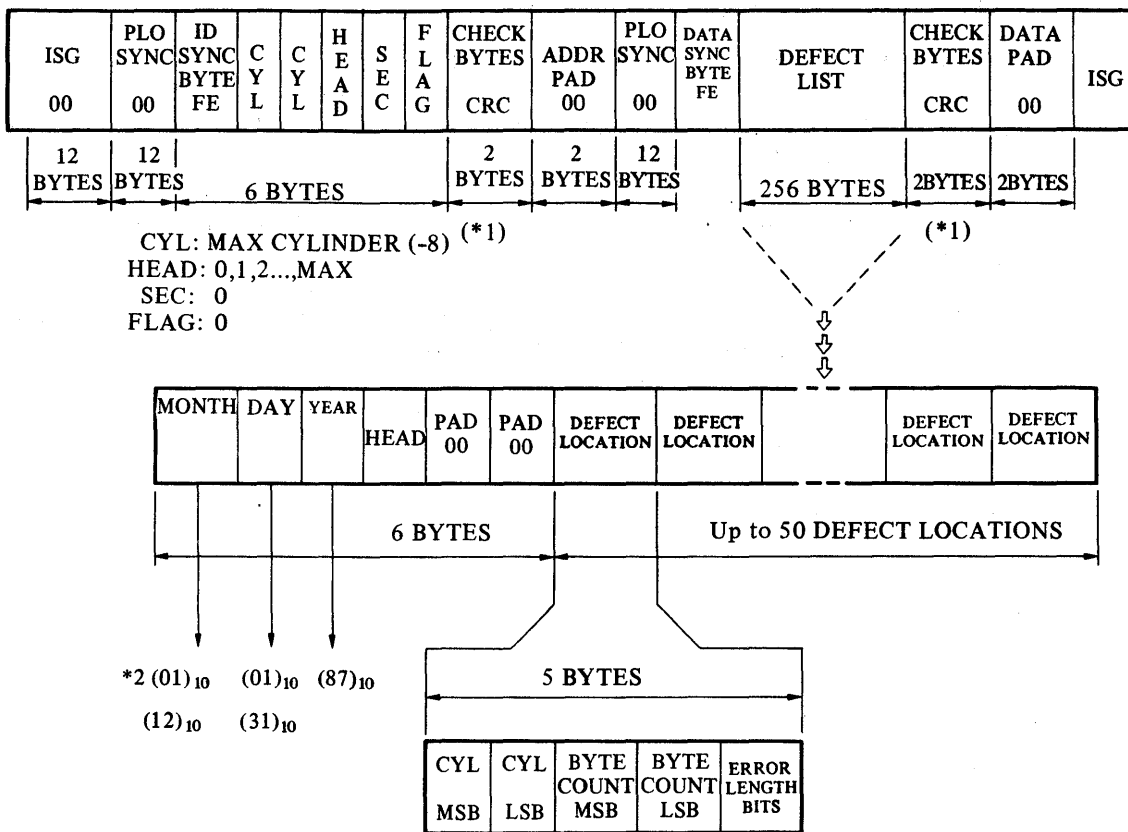 ISG 00
PLO SYNC 00
ID SYNC BYTE FE
CYL
CYL
HEAD
SEC
FLAG
CHECK BYTES CRC
ADDR PAD 00
PLO SYNC 00
DATA SYNC BYTE FE
DEFECT LIST
CHECK BYTES CRC
DATA PAD 00
ISG
12 BYTES
12 BYTES
6 BYTES
2 BYTES
2 BYTES
12 BYTES
256 BYTES
2BYTES
2BYTES
(*1)
(*1)
CYL: MAX CYLINDER (-8)
HEAD: 0,1,2...,MAX
SEC: 0
FLAG: 0
MONTH
DAY
YEAR
HEAD
PAD 00
PAD 00
DEFECT LOCATION
DEFECT LOCATION
DEFECT LOCATION
DEFECT LOCATION
6 BYTES
Up to 50 DEFECT LOCATIONS
*2 (01)10 (01)10 (87)10
(12)10 (31)10
5 BYTES
CYL MSB
CYL LSB
BYTE COUNT MSB
BYTE COUNT LSB
ERROR LENGTH BITS